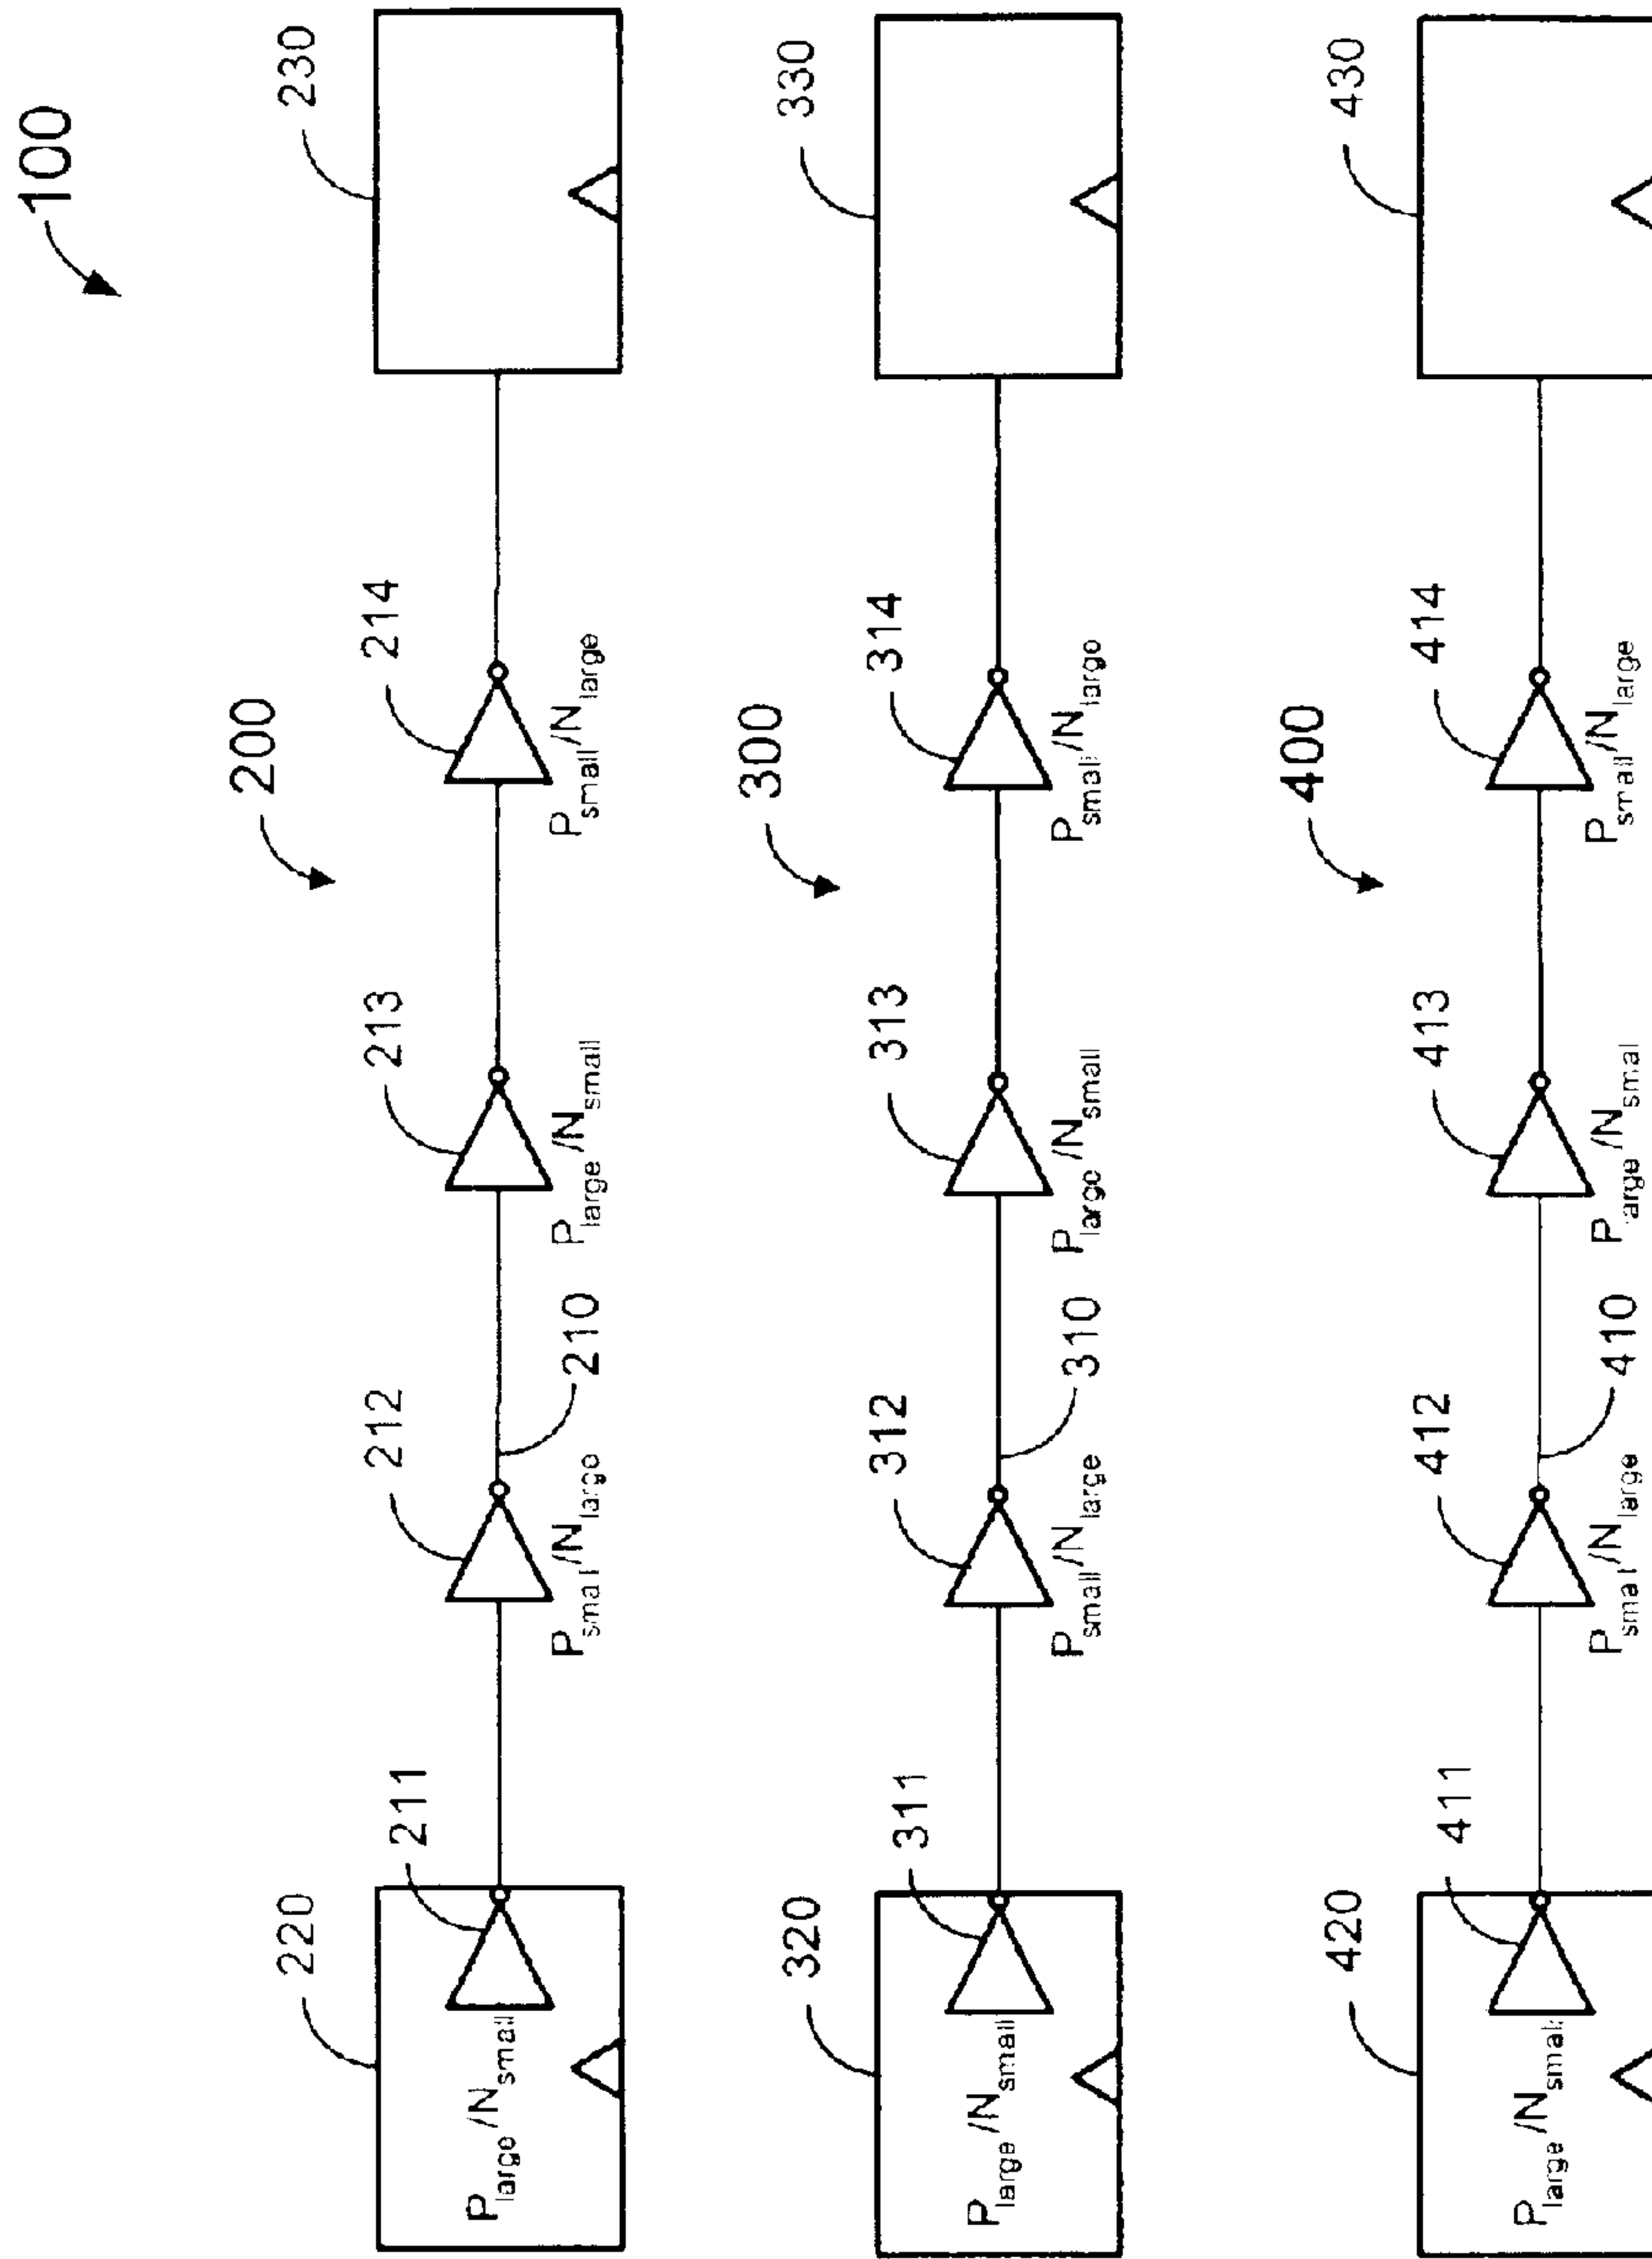 100
200
220 230
211 212 213 214
P_large/N_small
P_small/N_large 210 P_large/N_small P_small/N_large
300
320 330
311 312 313 314
P_large/N_small
P_small/N_large 310 P_large/N_small P_small/N_large
400
420 430
411 412 413 414
P_large/N_small
P_small/N_large 410 P_large/N_small P_small/N_large